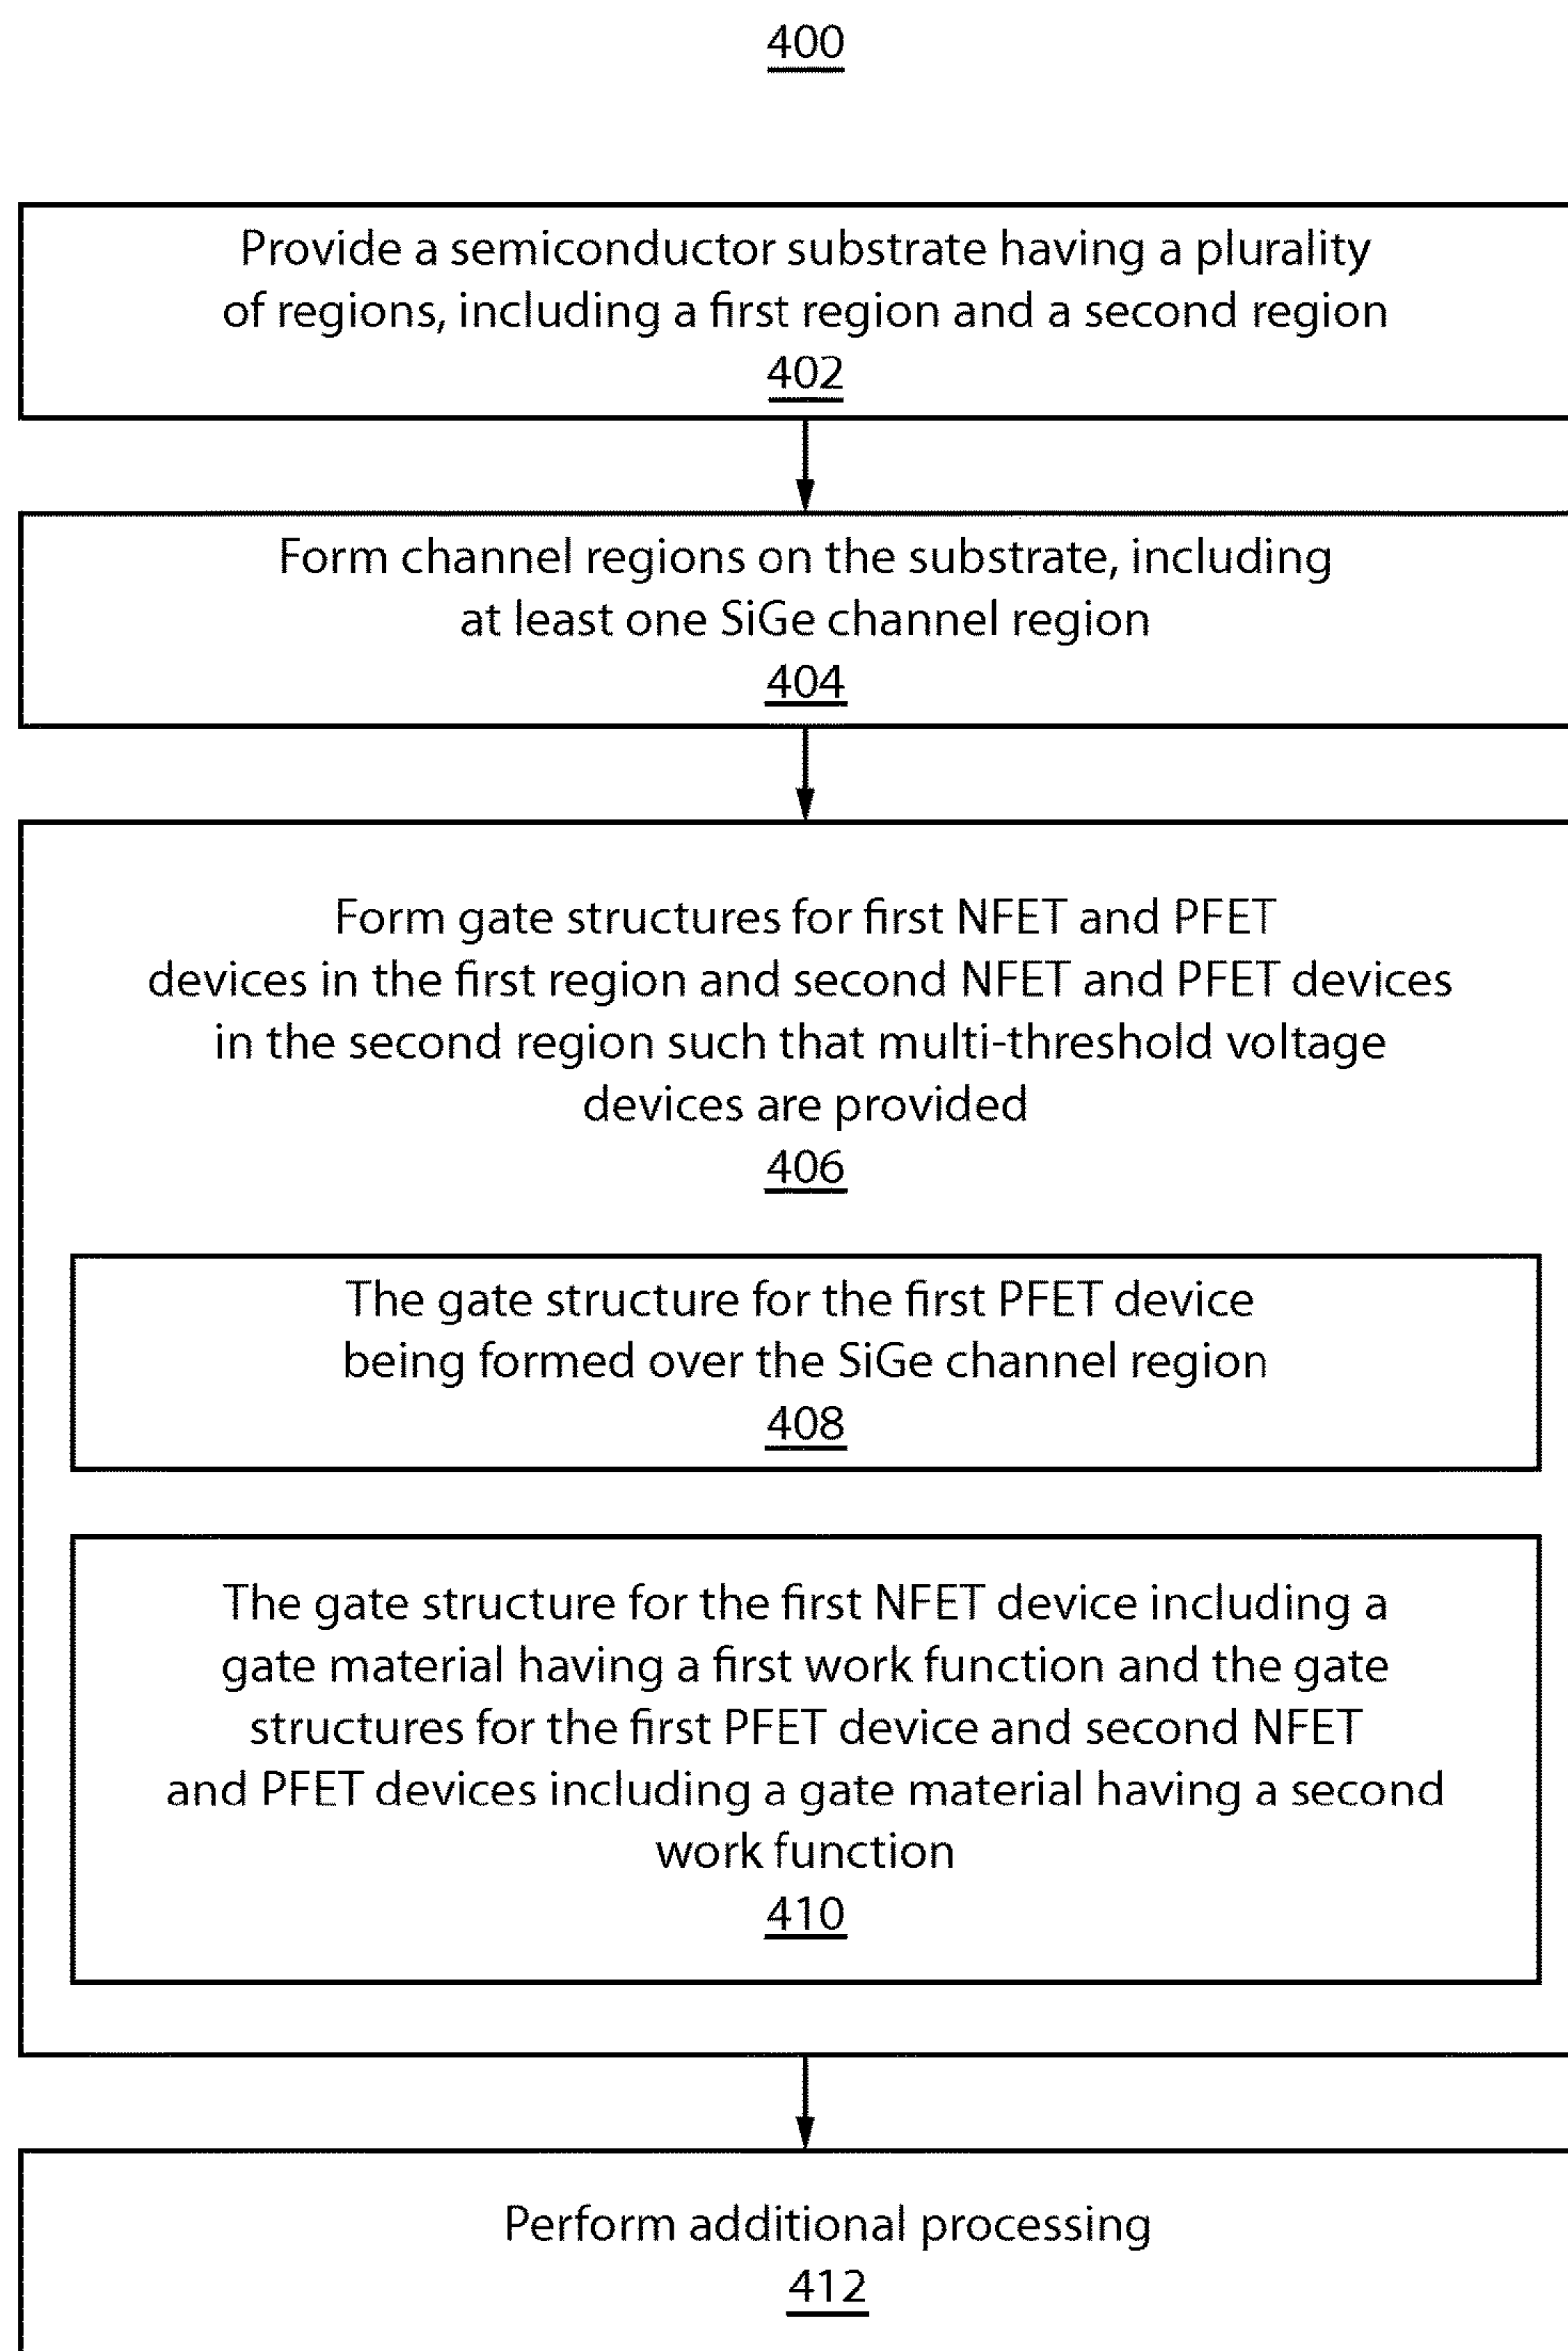 400
Provide a semiconductor substrate having a plurality
of regions, including a first region and a second region
402
Form channel regions on the substrate, including
at least one SiGe channel region
404
Form gate structures for first NFET and PFET
devices in the first region and second NFET and PFET devices
in the second region such that multi-threshold voltage
devices are provided
406
The gate structure for the first PFET device
being formed over the SiGe channel region
408
The gate structure for the first NFET device including a
gate material having a first work function and the gate
structures for the first PFET device and second NFET
and PFET devices including a gate material having a second
work function
410
Perform additional processing
412